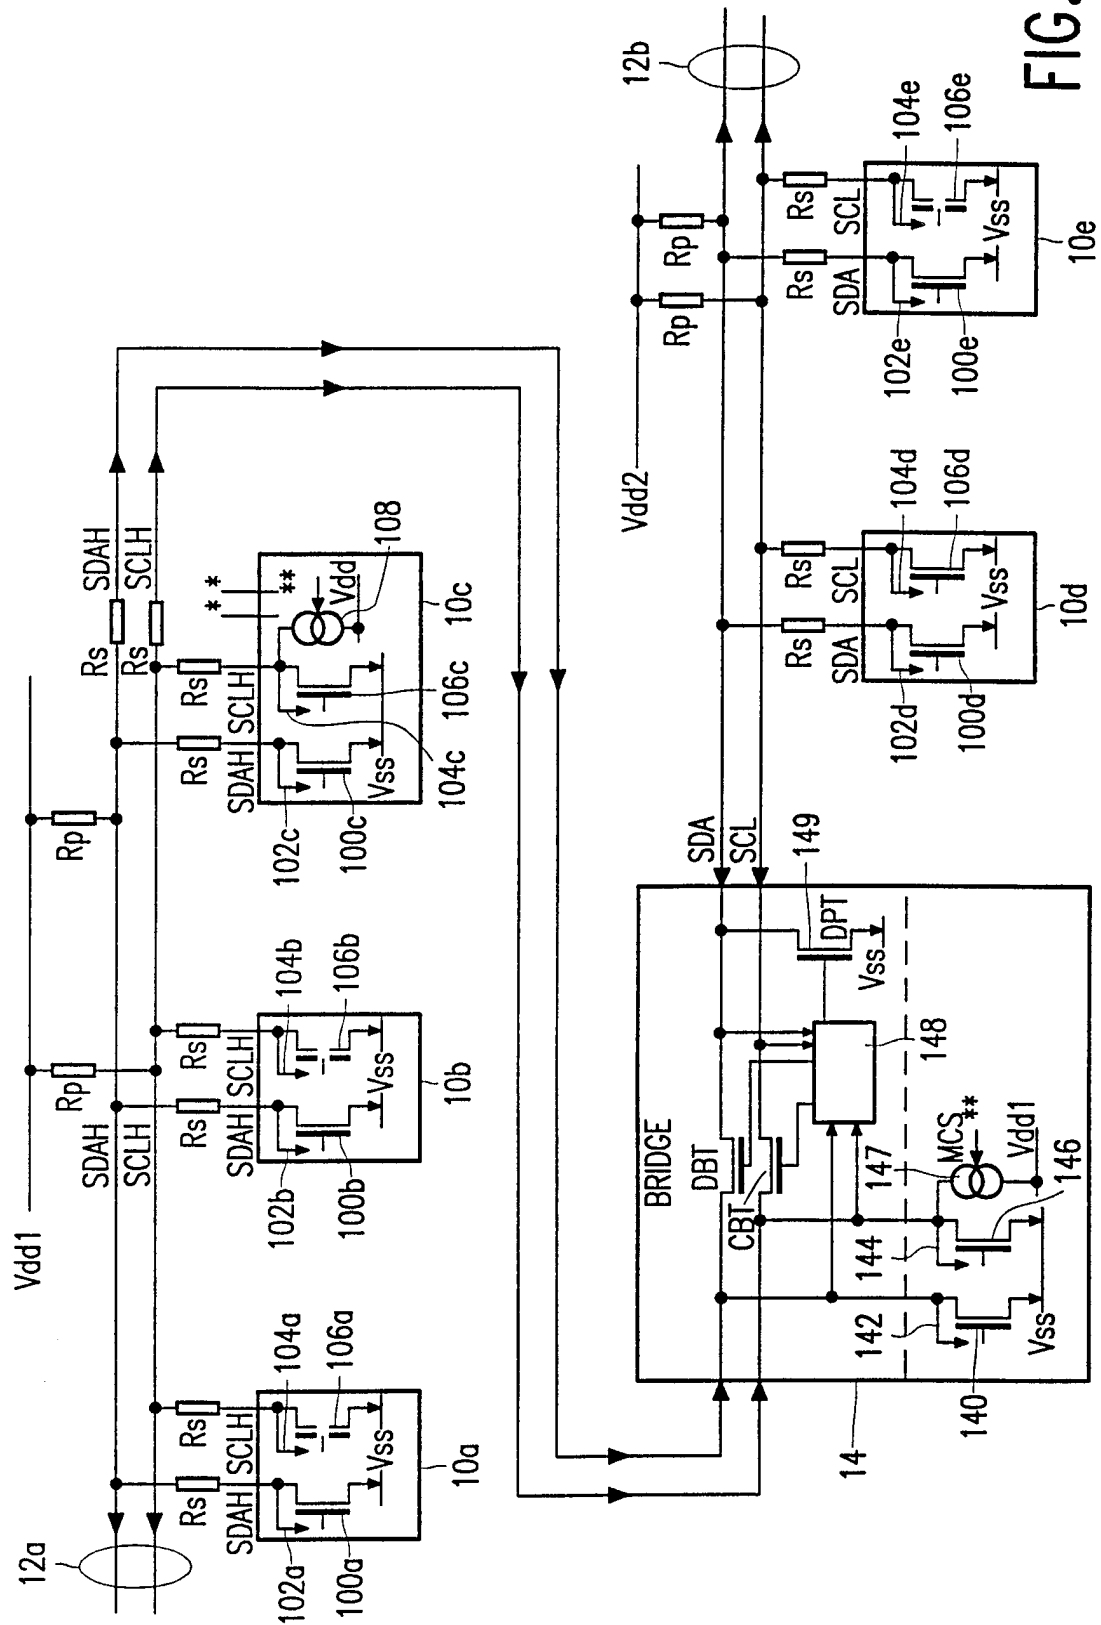 FIG.
12a
Vdd1
Rp
Rp
SDAH
SCLH
Rs
Rs
SDAH
SCLH
Rs
SDAH
Rs
SCLH
104a
106a
Vss
10a
102a
100a
Rs
SDAH
Rs
SCLH
104b
106b
Vss
10b
102b
100b
Rs
SDAH
Rs
SCLH
*
*
**
Vdd
108
10c
106c
104c
Vss
102c
100c
12b
Vdd2
Rp
Rp
SDA
SCL
Rs
SDA
Rs
SCL
104d
106d
Vss
10d
102d
100d
Rs
SDA
Rs
SCL
104e
106e
Vss
10e
102e
100e
BRIDGE
DBT
CBT
149
DPT
Vss
148
MCS
**
147
Vdd1
146
144
142
Vss
140
14